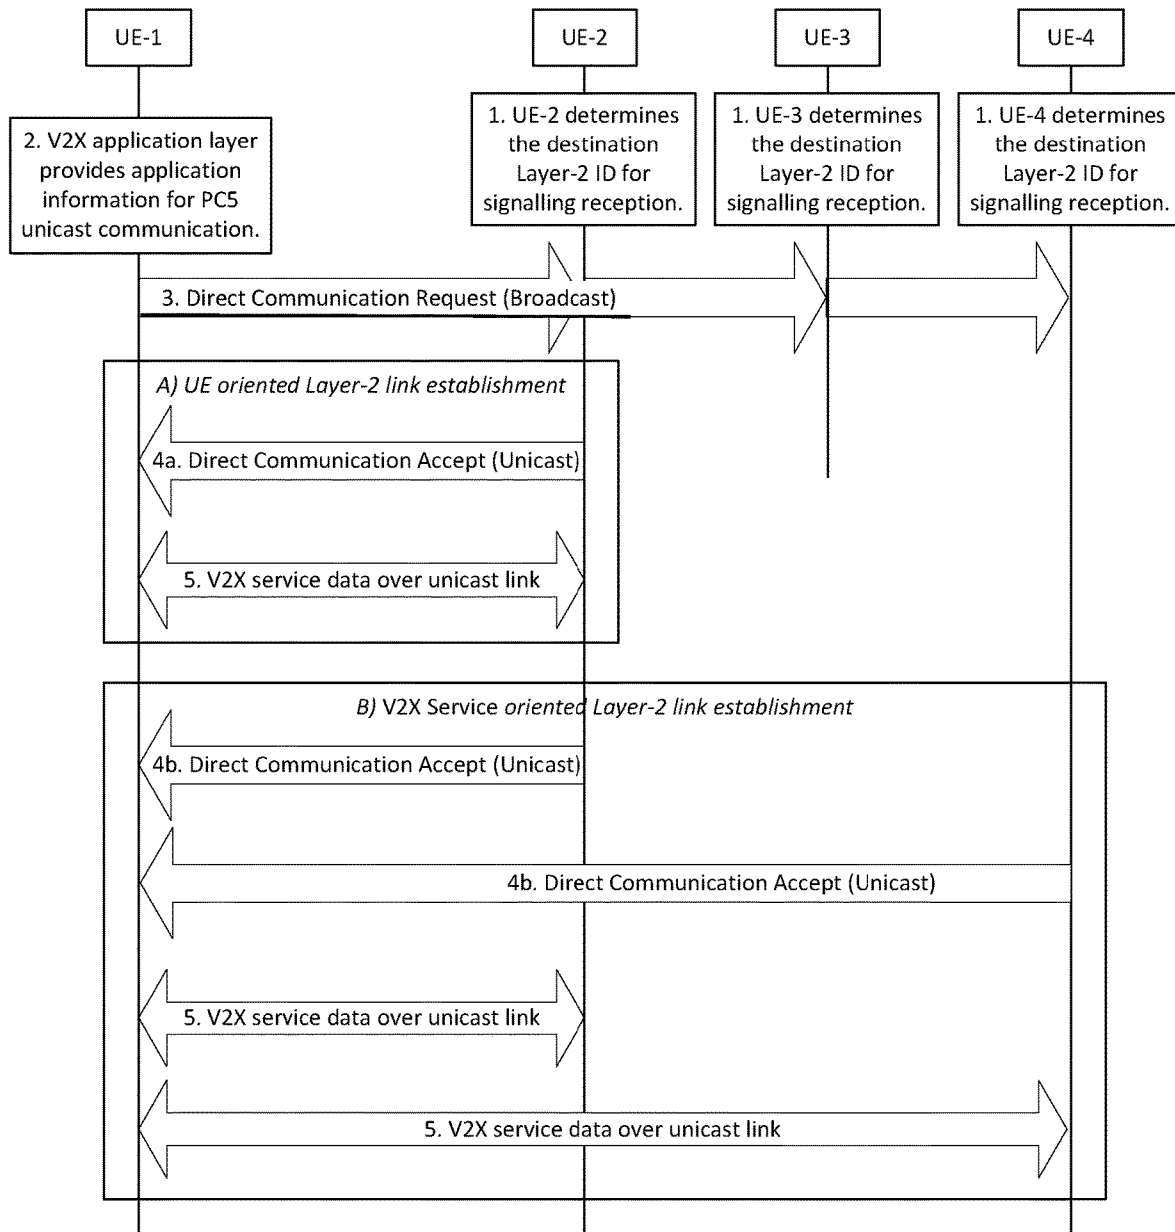 UE-1
UE-2
UE-3
UE-4
2. V2X application layer
provides application
information for PC5
unicast communication.
1. UE-2 determines
the destination
Layer-2 ID for
signalling reception.
1. UE-3 determines
the destination
Layer-2 ID for
signalling reception.
1. UE-4 determines
the destination
Layer-2 ID for
signalling reception.
3. Direct Communication Request (Broadcast)
A) UE oriented Layer-2 link establishment
4a. Direct Communication Accept (Unicast)
5. V2X service data over unicast link
B) V2X Service oriented Layer-2 link establishment
4b. Direct Communication Accept (Unicast)
4b. Direct Communication Accept (Unicast)
5. V2X service data over unicast link
5. V2X service data over unicast link